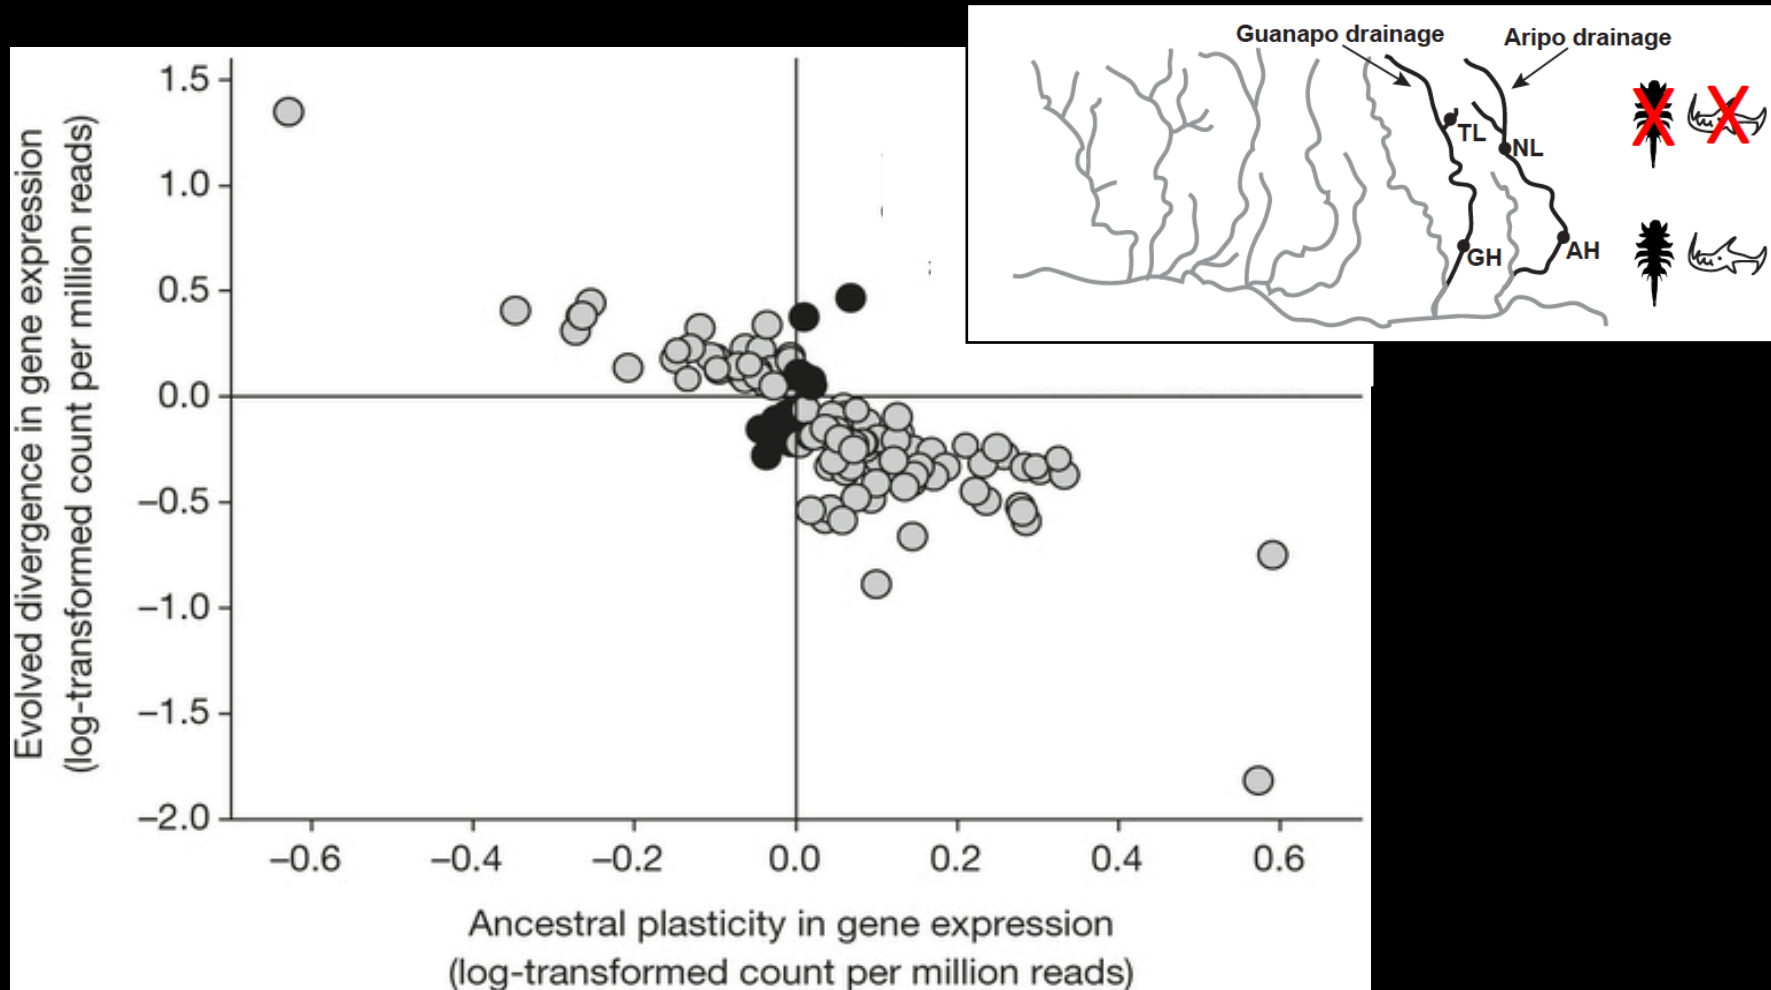 Guanapo drainage
Aripo drainage
TL
NL
GH
AH
Evolved divergence in gene expression
(log-transformed count per million reads)
1.5
1.0
0.5
0.0
−0.5
−1.0
−1.5
−2.0
−0.6
−0.4
−0.2
0.0
0.2
0.4
0.6
Ancestral plasticity in gene expression
(log-transformed count per million reads)